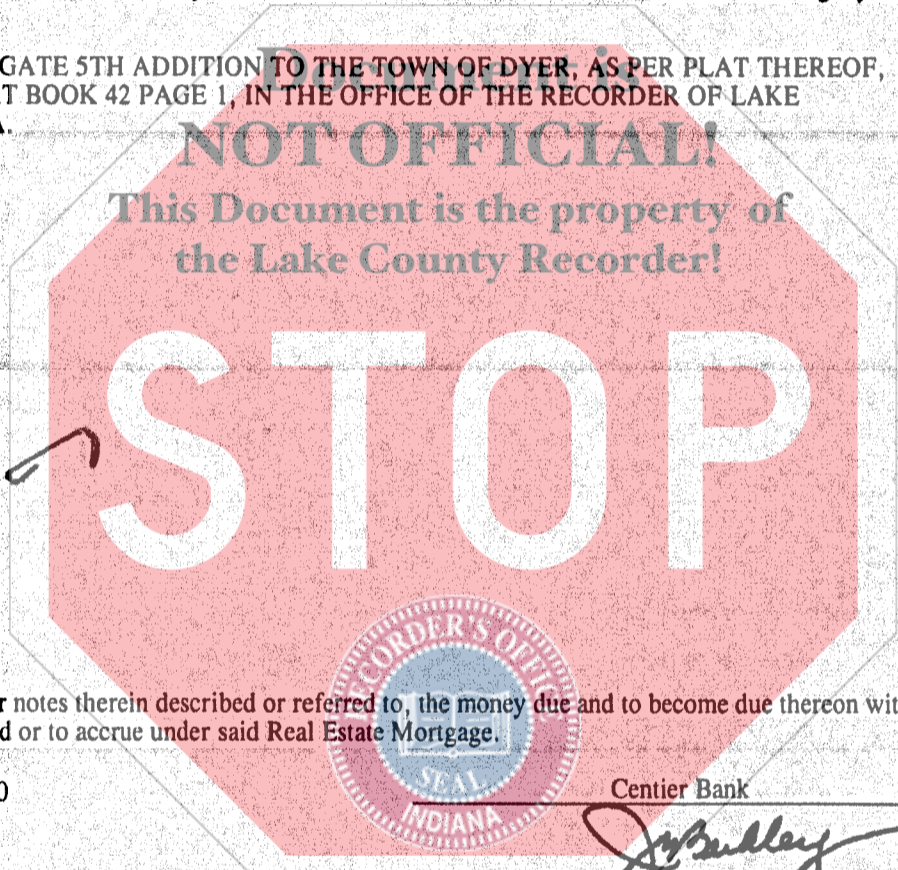 Document is
GATE 5TH ADDITION TO THE TOWN OF DYER, AS PER PLAT THEREOF,
T BOOK 42 PAGE 1, IN THE OFFICE OF THE RECORDER OF LAKE
NOT OFFICIAL!
This Document is the property of
the Lake County Recorder!
STOP
RECORDER'S OFFICE
r notes therein described or referred to, the money due and to become due thereon wit
d or to accrue under said Real Estate Mortgage.
SEAL
INDIANA
0
Centier Bank